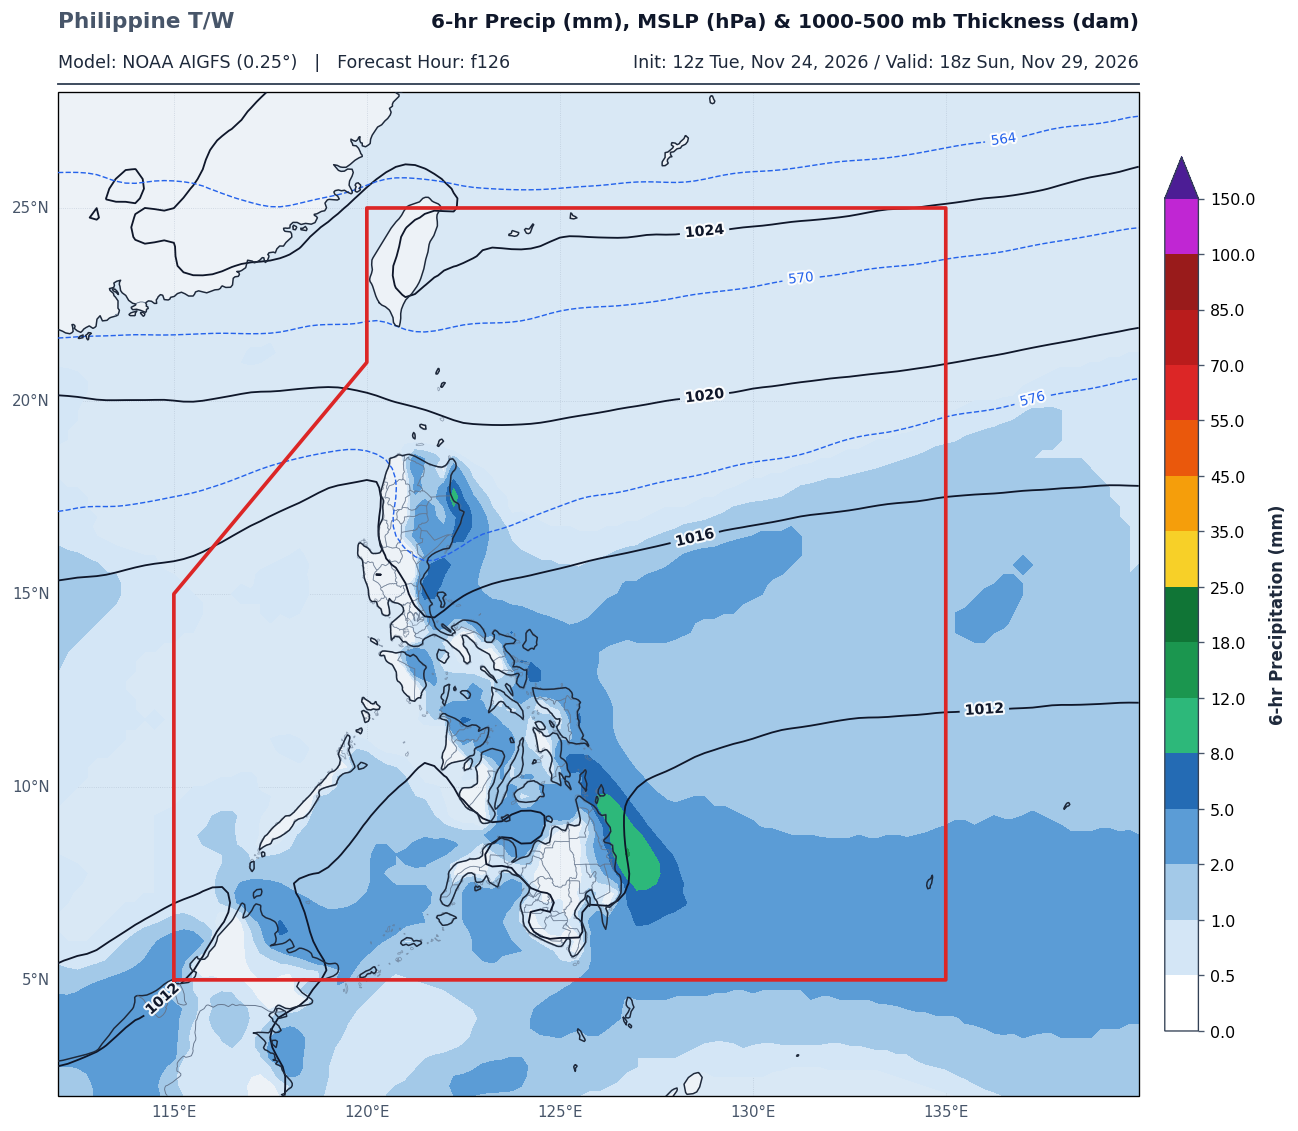 Philippine T/W
6-hr Precip (mm), MSLP (hPa) & 1000-500 mb Thickness (dam)
Model: NOAA AIGFS (0.25°) | Forecast Hour: f126
Init: 12z Tue, Nov 24, 2026 / Valid: 18z Sun, Nov 29, 2026
564
1024
570
1020
576
1016
1012
1012
25°N
20°N
15°N
10°N
5°N
115°E
120°E
125°E
130°E
135°E
150.0
100.0
85.0
70.0
55.0
45.0
35.0
25.0
18.0
12.0
8.0
5.0
2.0
1.0
0.5
0.0
6-hr Precipitation (mm)